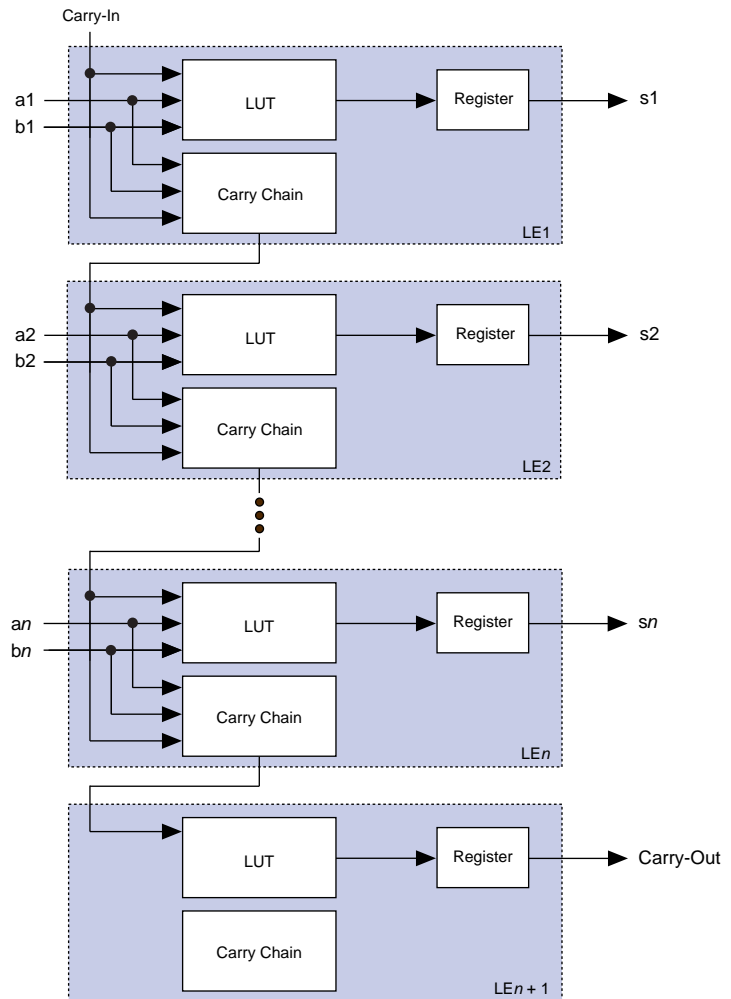 Carry-In
a1
b1
LUT
Register
s1
Carry Chain
LE1
a2
b2
LUT
Register
s2
Carry Chain
LE2
an
bn
LUT
Register
sn
Carry Chain
LEn
LUT
Register
Carry-Out
Carry Chain
LEn + 1